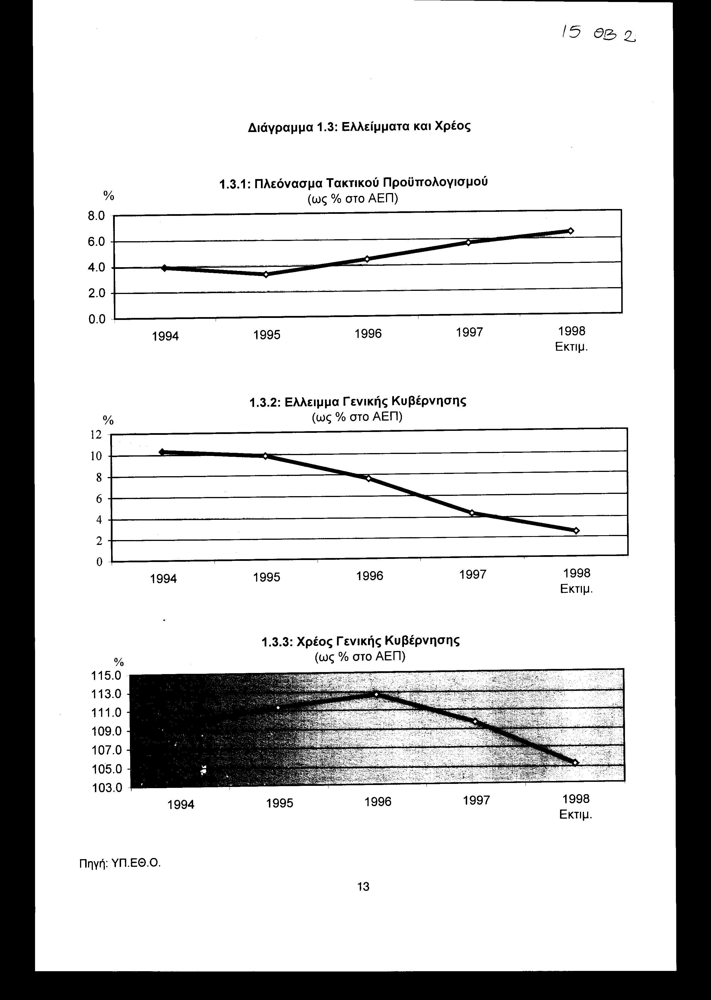 15 ΘΒ 2
Διάγραμμα 1.3: Ελλείμματα και Χρέος
1.3.1: Πλεόνασμα Τακτικού Προϋπολογισμού
(ως % στο ΑΕΠ)
%
8.0
6.0
4.0
2.0
0.0
1994 1995 1996 1997 1998
Εκτιμ.
1.3.2: Ελλειμμα Γενικής Κυβέρνησης
(ως % στο ΑΕΠ)
%
12
10
8
6
4
2
0
1994 1995 1996 1997 1998
Εκτιμ.
1.3.3: Χρέος Γενικής Κυβέρνησης
(ως % στο ΑΕΠ)
%
115.0
113.0
111.0
109.0
107.0
105.0
103.0
1994 1995 1996 1997 1998
Εκτιμ.
Πηγή: ΥΠ.ΕΘ.Ο.
13